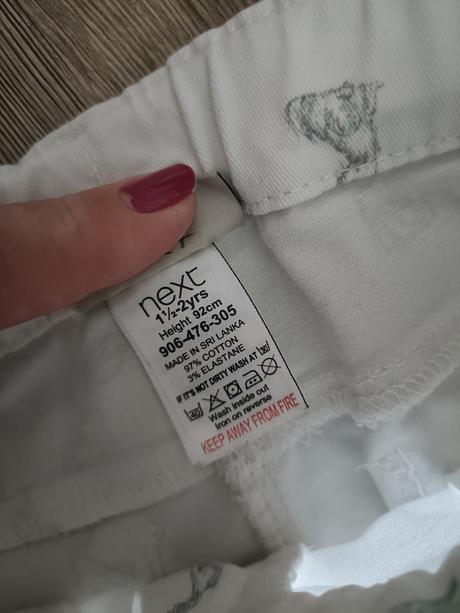 next
1½-2yrs
Height 92cm
906-476-305
MADE IN SRI LANKA
97% COTTON
3% ELASTANE
IF IT'S NOT DIRTY WASH AT 30
40
Wash inside out
Iron on reverse
KEEP AWAY FROM FIRE